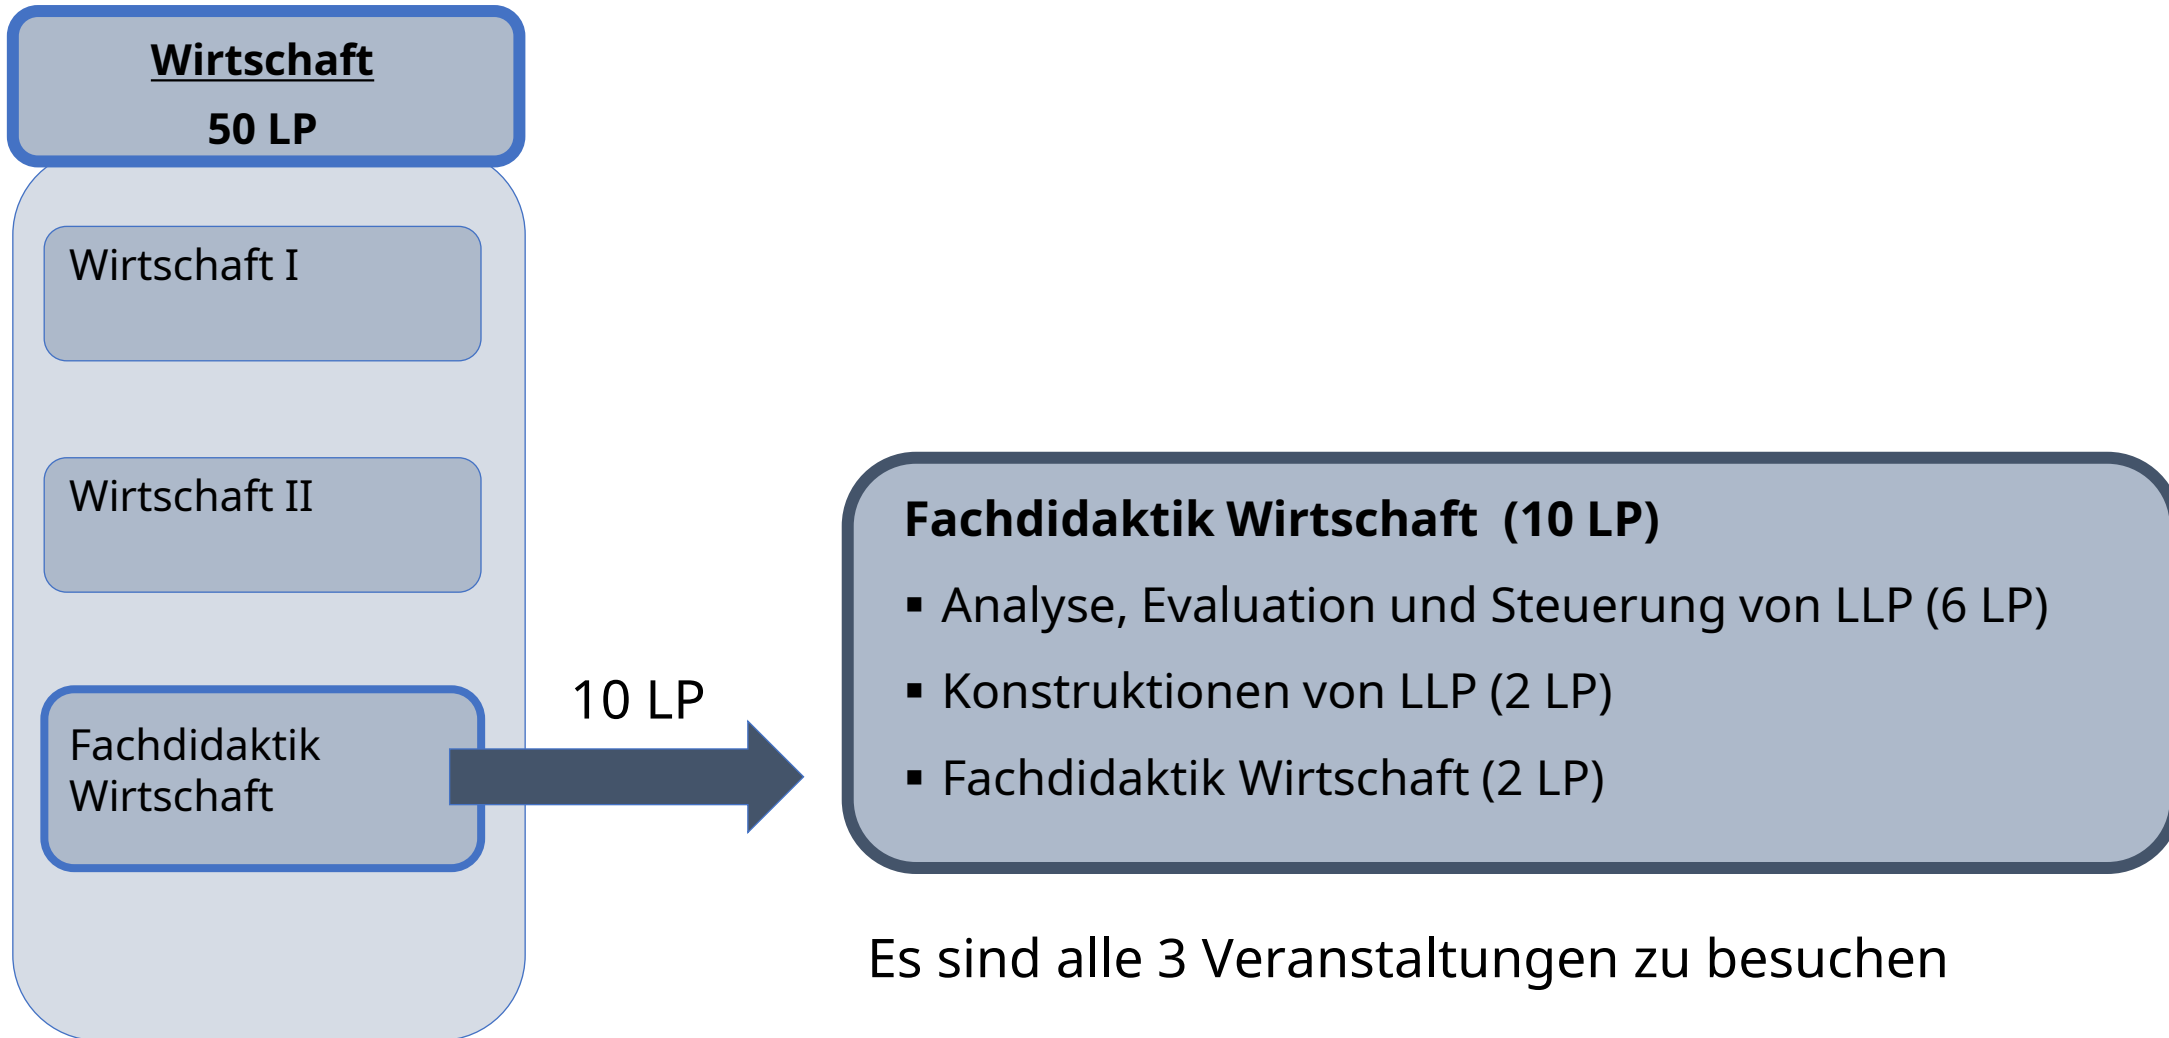 Wirtschaft
50 LP
Wirtschaft I
Wirtschaft II
Fachdidaktik
Wirtschaft
10 LP
Fachdidaktik Wirtschaft (10 LP)
▪ Analyse, Evaluation und Steuerung von LLP (6 LP)
▪ Konstruktionen von LLP (2 LP)
▪ Fachdidaktik Wirtschaft (2 LP)
Es sind alle 3 Veranstaltungen zu besuchen